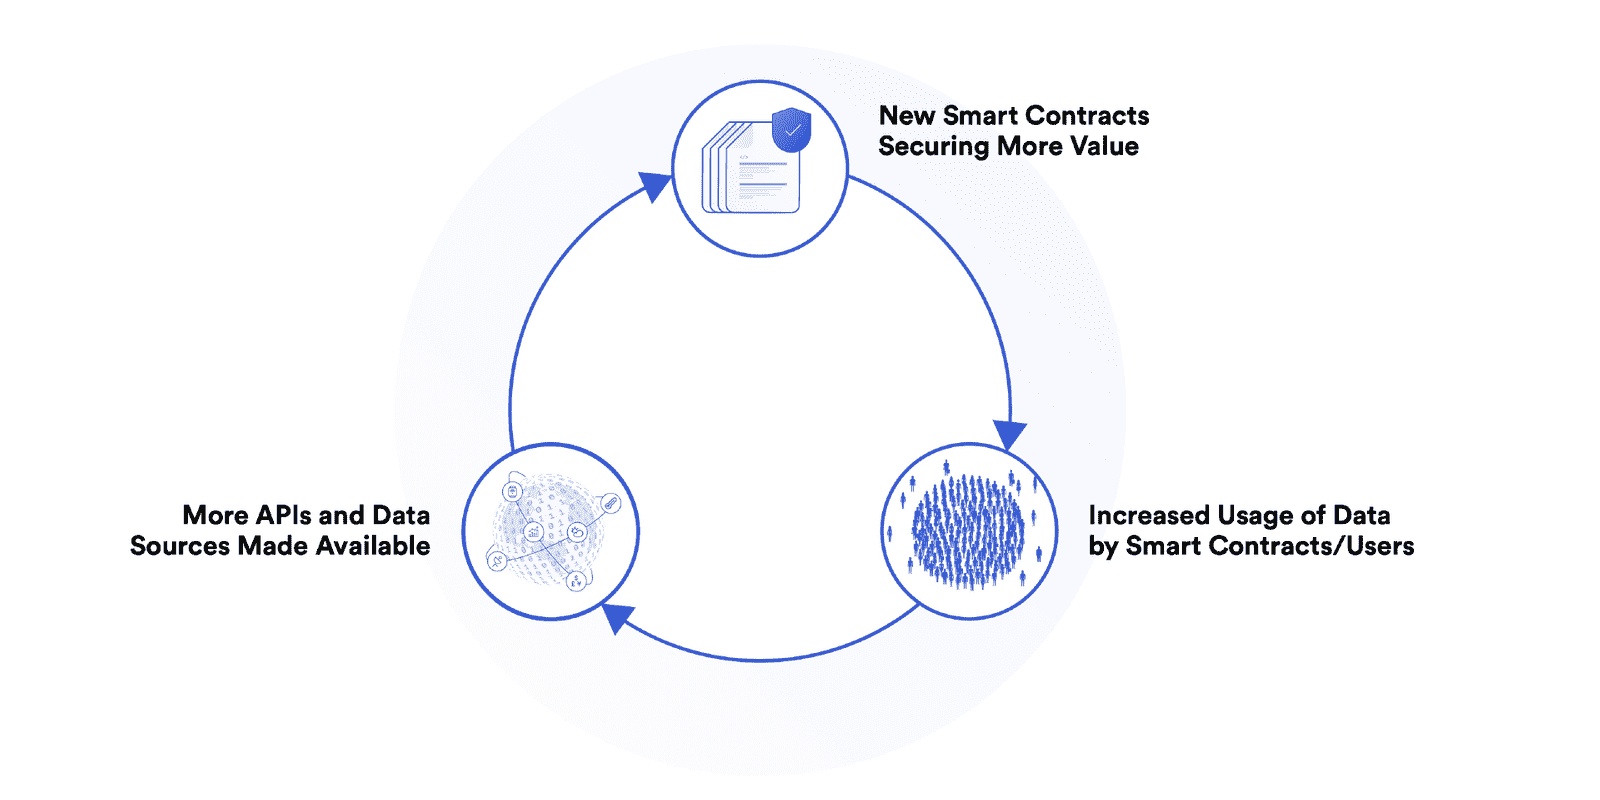 New Smart Contracts
Securing More Value
More APIs and Data
Sources Made Available
Increased Usage of Data
by Smart Contracts/Users